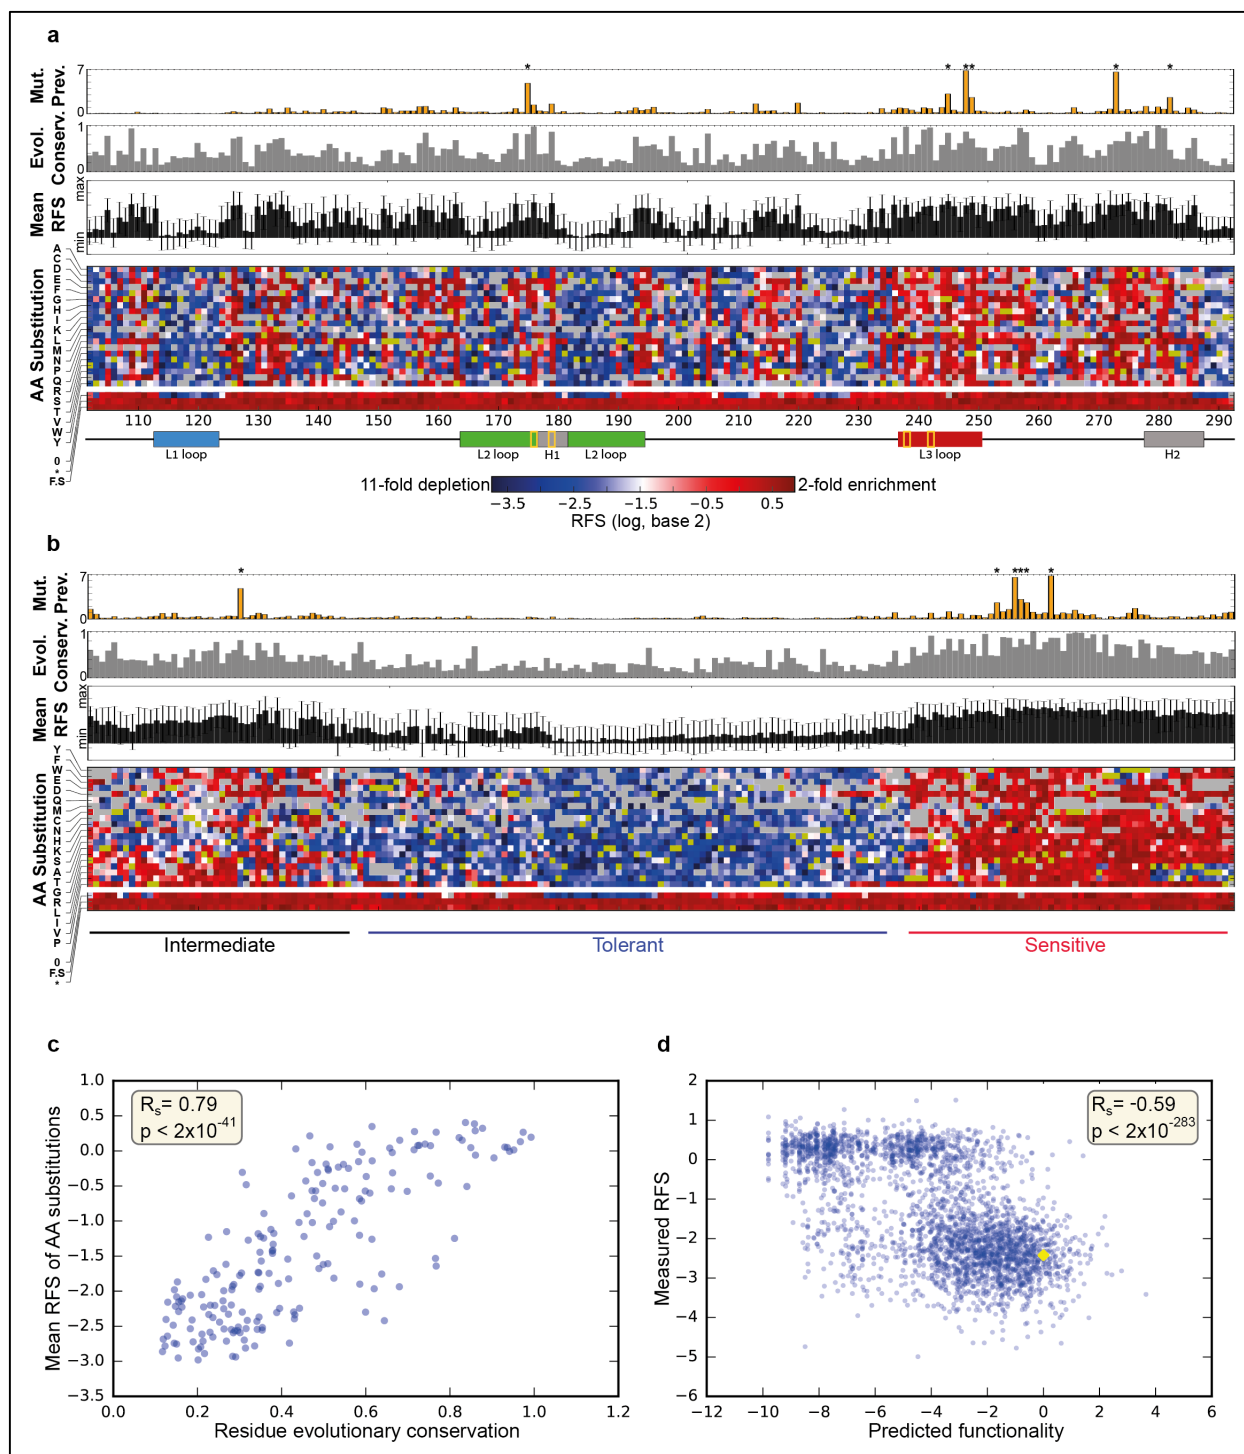 a
Mut. Prev.
7
0
* * * * * *
Evol. Conserv.
1
0
Mean RFS
max
min
AA Substitution
A
C
D
E
F
G
H
I
K
L
M
N
P
Q
R
S
T
V
W
Y
0
*
F.S
110 120 130 140 150 160 170 180 190 200 210 220 230 240 250 260 270 280 290
L1 loop
L2 loop
H1
L2 loop
L3 loop
H2
11-fold depletion
2-fold enrichment
−3.5 −2.5 −1.5 −0.5 0.5
RFS (log, base 2)
b
Mut. Prev.
7
0
* * *** *
Evol. Conserv.
1
0
Mean RFS
max
min
AA Substitution
Y
F
W
E
D
Q
M
C
N
H
K
S
A
T
G
R
L
I
V
P
0
F.S
*
Intermediate
Tolerant
Sensitive
c
Rs= 0.79
p < 2x10-41
Mean RFS of AA substitutions
1.0
0.5
0.0
−0.5
−1.0
−1.5
−2.0
−2.5
−3.0
−3.5
0.0 0.2 0.4 0.6 0.8 1.0 1.2
Residue evolutionary conservation
d
Rs= -0.59
p < 2x10-283
Measured RFS
2
1
0
−1
−2
−3
−4
−5
−6
−12 −10 −8 −6 −4 −2 0 2 4 6
Predicted functionality